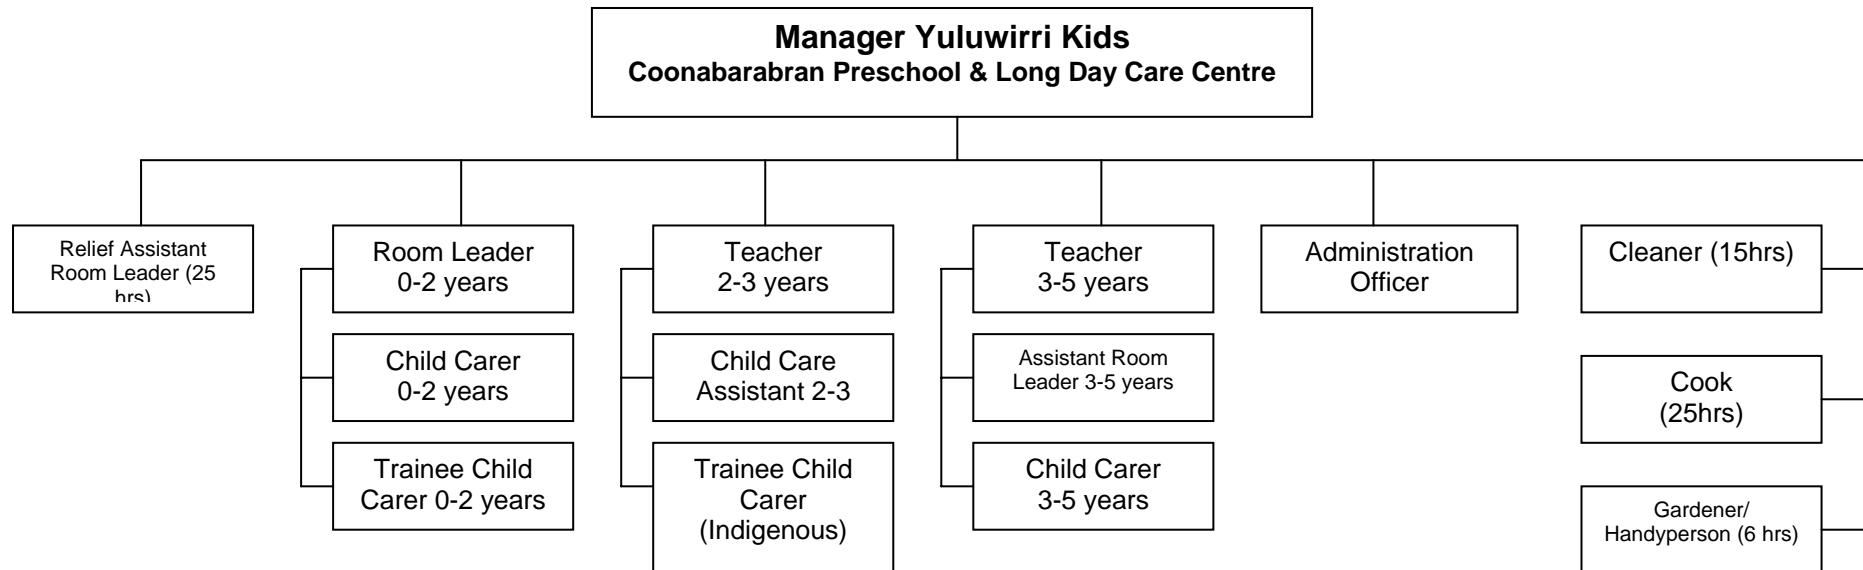 Manager Yuluwirri Kids
Coonabarabran Preschool & Long Day Care Centre
Relief Assistant
Room Leader (25
hrs)
Room Leader
0-2 years
Teacher
2-3 years
Teacher
3-5 years
Administration
Officer
Cleaner (15hrs)
Child Carer
0-2 years
Child Care
Assistant 2-3
Assistant Room
Leader 3-5 years
Cook
(25hrs)
Trainee Child
Carer 0-2 years
Trainee Child
Carer
(Indigenous)
Child Carer
3-5 years
Gardener/
Handyperson (6 hrs)